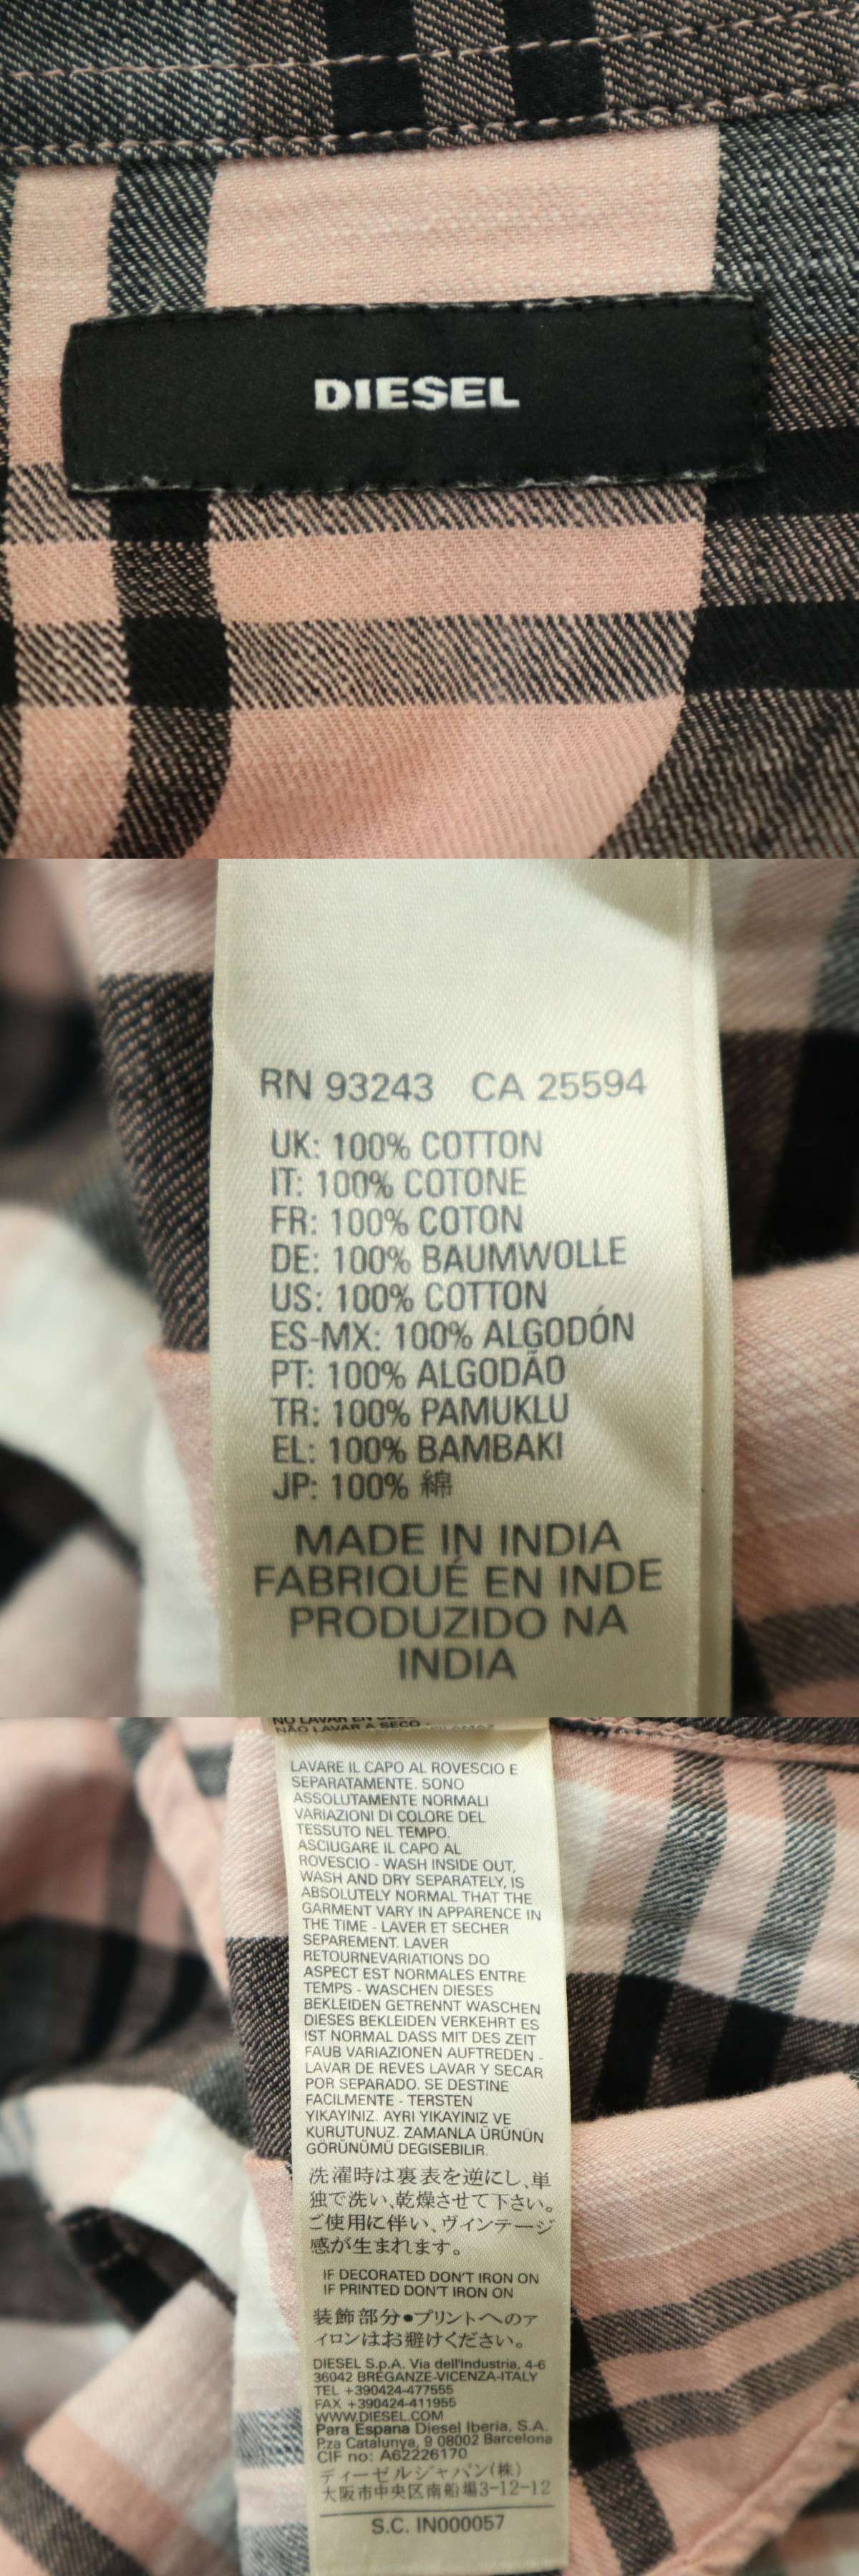 DIESEL
RN 93243 CA 25594
UK: 100% COTTON
IT: 100% COTONE
FR: 100% COTON
DE: 100% BAUMWOLLE
US: 100% COTTON
ES-MX: 100% ALGODÓN
PT: 100% ALGODÃO
TR: 100% PAMUKLU
EL: 100% BAMBAKI
JP: 100% 綿
MADE IN INDIA
FABRIQUÉ EN INDE
PRODUZIDO NA
INDIA
NÃO LAVAR A SECO
LAVARE IL CAPO AL ROVESCIO E
SEPARATAMENTE. SONO
ASSOLUTAMENTE NORMALI
VARIAZIONI DI COLORE DEL
TESSUTO NEL TEMPO.
ASCIUGARE IL CAPO AL
ROVESCIO - WASH INSIDE OUT,
WASH AND DRY SEPARATELY, IS
ABSOLUTELY NORMAL THAT THE
GARMENT VARY IN APPARENCE IN
THE TIME - LAVER ET SECHER
SEPAREMENT. LAVER
RETOURNEVARIATIONS DO
ASPECT EST NORMALES ENTRE
TEMPS - WASCHEN DIESES
BEKLEIDEN GETRENNT WASCHEN
DIESES BEKLEIDEN VERKEHRT ES
IST NORMAL DASS MIT DES ZEIT
FAUB VARIAZIONEN AUFTREDEN -
LAVAR DE REVES LAVAR Y SECAR
POR SEPARADO. SE DESTINE
FACILMENTE - TERSTEN
YIKAYINIZ. AYRI YIKAYINIZ VE
KURUTUNUZ. ZAMANLA ÜRÜNÜN
GÖRÜNÜMÜ DEGISEBILIR.
洗濯時は裏表を逆にし、単
独で洗い、乾燥させて下さい。
ご使用に伴い、ヴィンテージ
感が生まれます。
IF DECORATED DON'T IRON ON
IF PRINTED DON'T IRON ON
装飾部分●プリントへのア
イロンはお避けください。
DIESEL S.p.A. Via dell'Industria, 4-6
36042 BREGANZE-VICENZA-ITALY
TEL +390424-477555
FAX +390424-411955
WWW.DIESEL.COM
Para Espana Diesel Iberia, S.A.
P.za Catalunya, 9 08002 Barcelona
CIF no: A62226170
ディーゼルジャパン(株)
大阪市中央区南船場3-12-12
S.C. IN000057